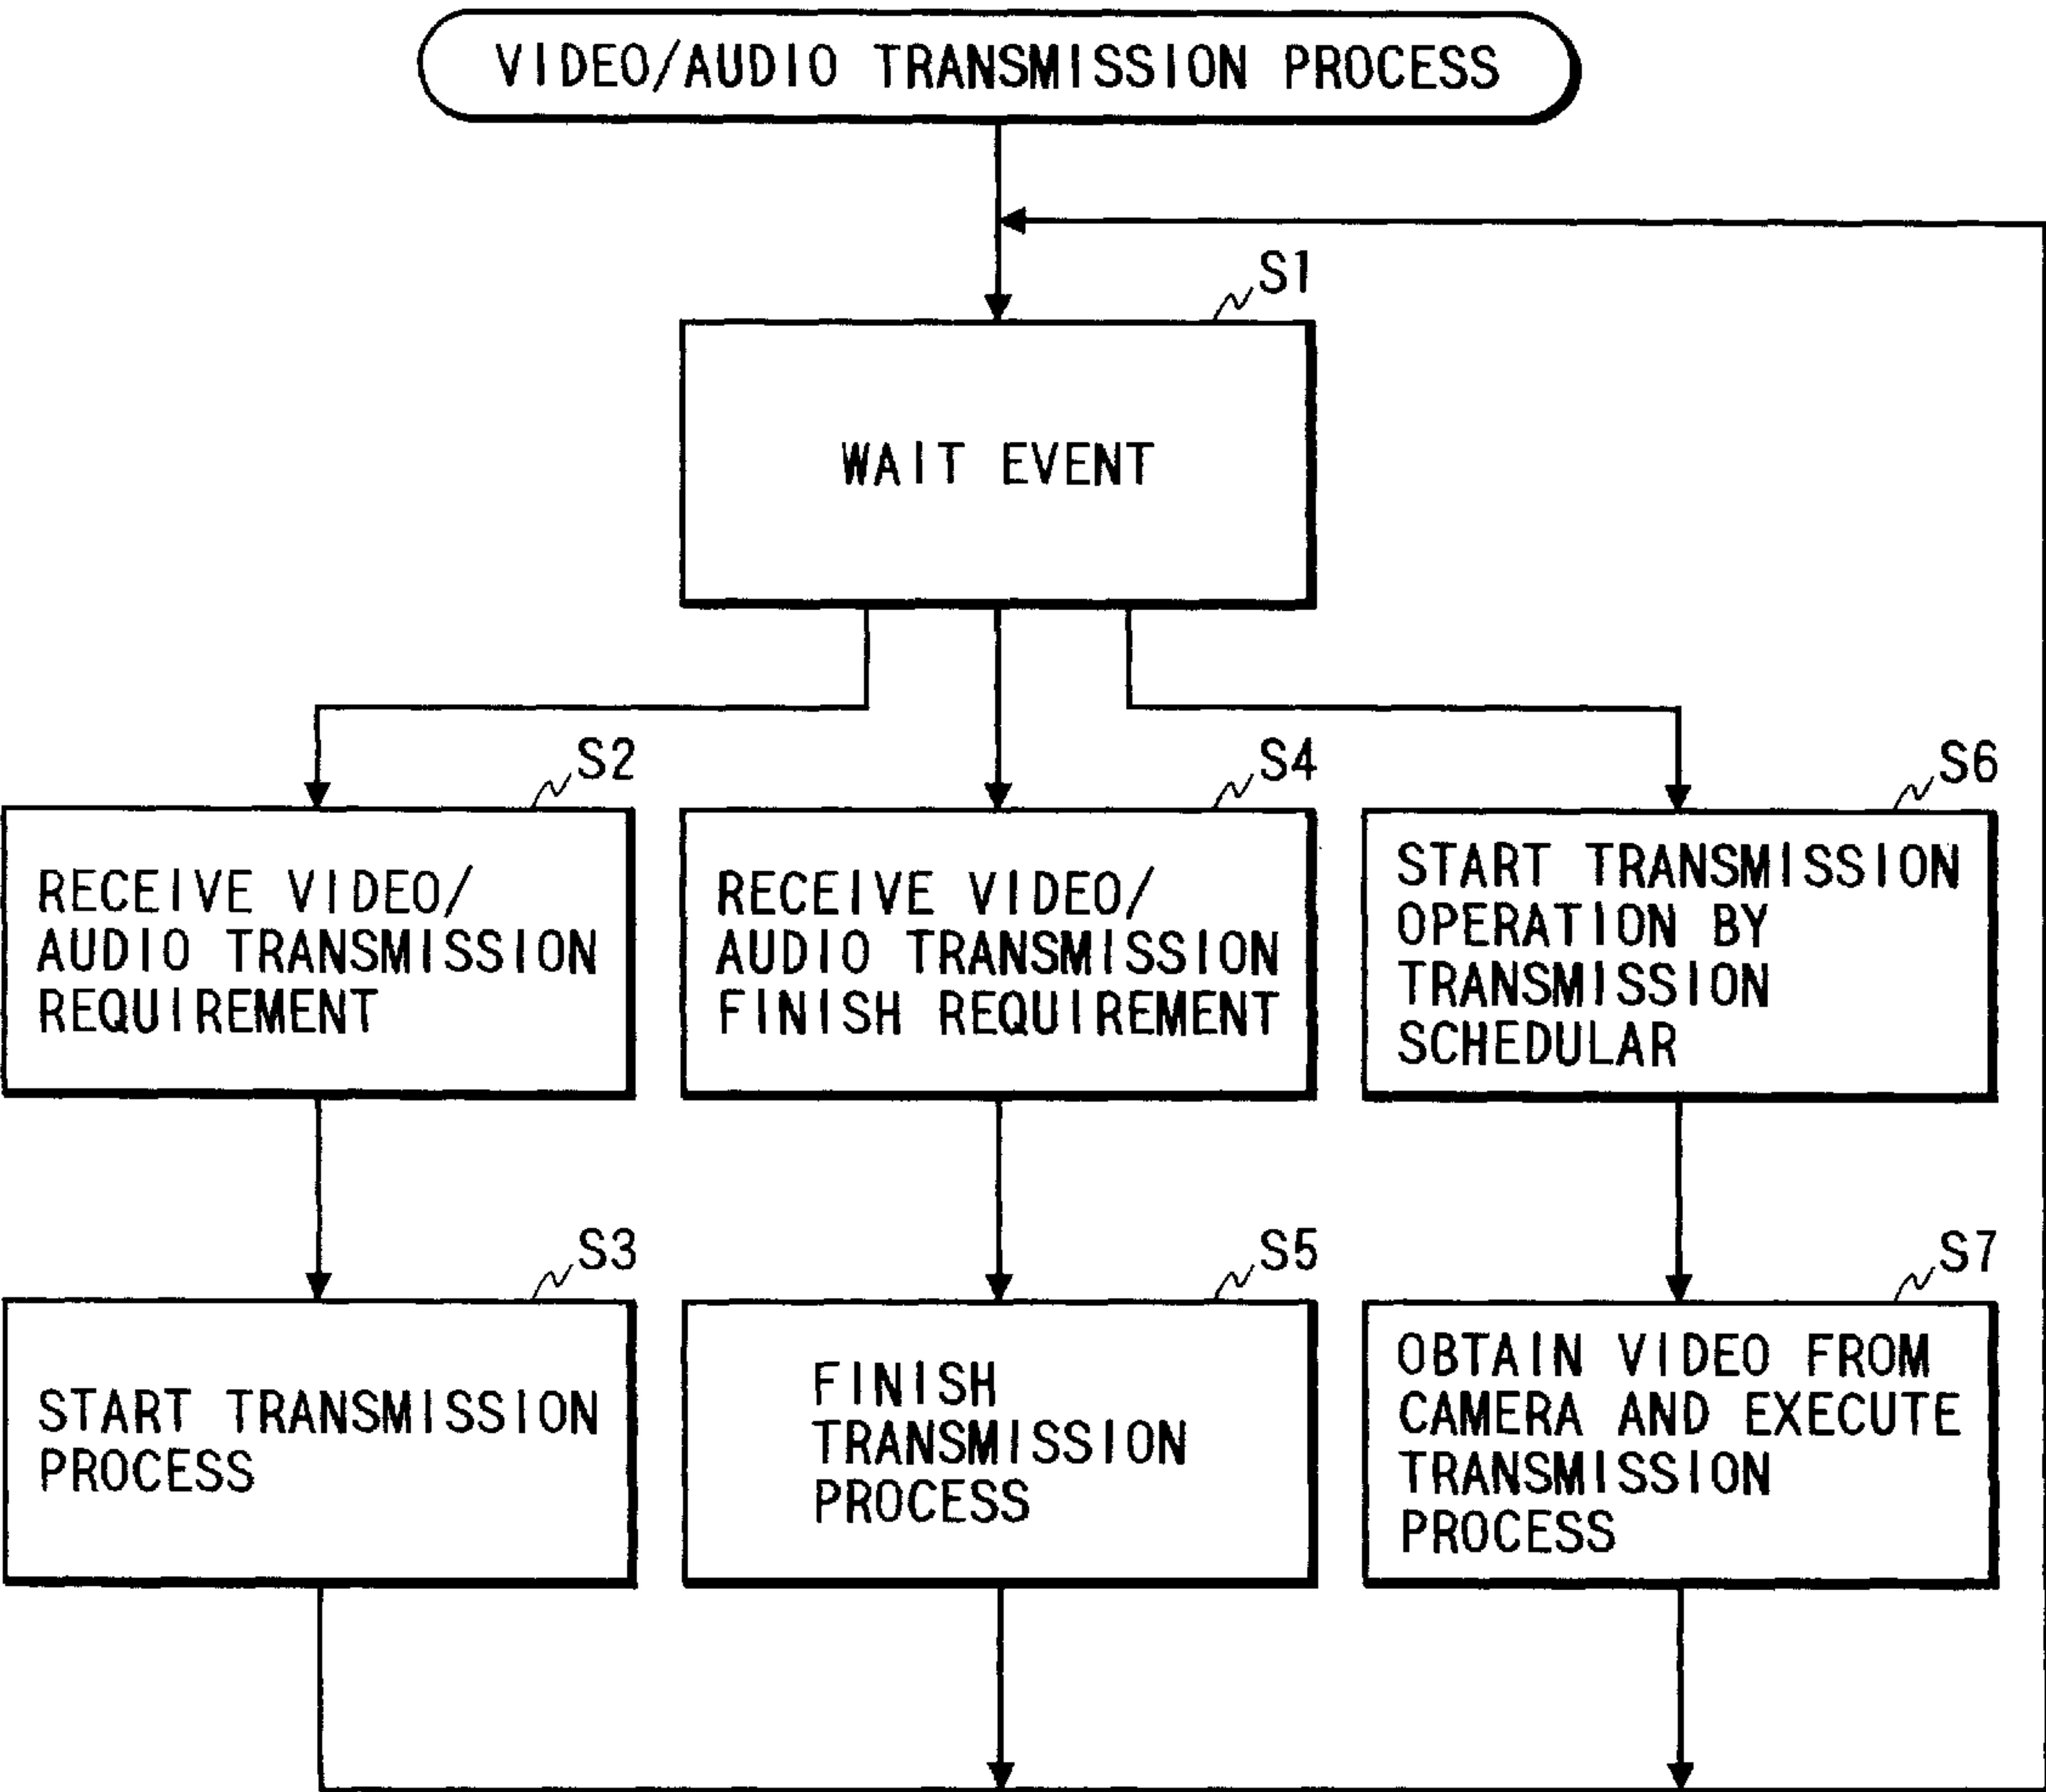 VIDEO/AUDIO TRANSMISSION PROCESS
S1
WAIT EVENT
S2
RECEIVE VIDEO/
AUDIO TRANSMISSION
REQUIREMENT
S4
RECEIVE VIDEO/
AUDIO TRANSMISSION
FINISH REQUIREMENT
S6
START TRANSMISSION
OPERATION BY
TRANSMISSION
SCHEDULAR
S3
START TRANSMISSION
PROCESS
S5
FINISH
TRANSMISSION
PROCESS
S7
OBTAIN VIDEO FROM
CAMERA AND EXECUTE
TRANSMISSION
PROCESS